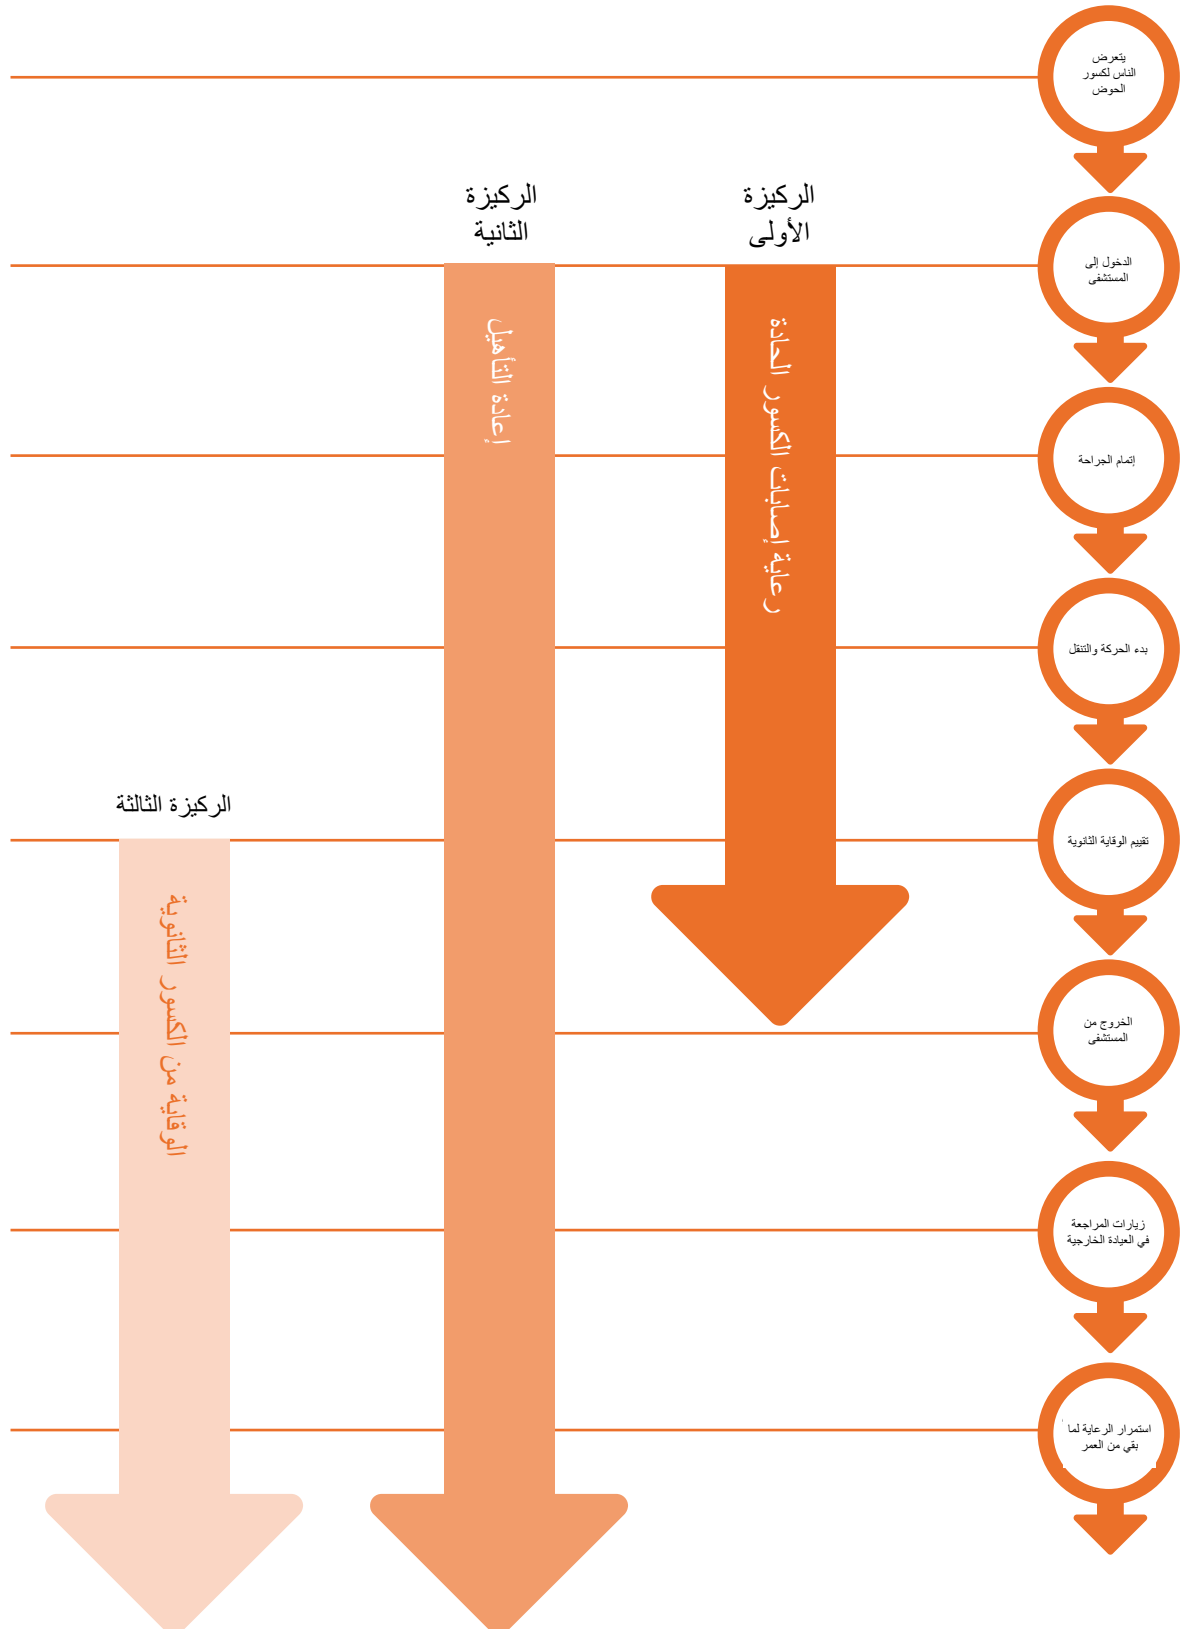 يتعرض
الناس لكسور
الحوض
الركيزة
الأولى
الركيزة
الثانية
الدخول إلى
المستشفى
رعاية إصابات الكسور الحادة
إعادة التأهيل
إتمام الجراحة
بدء الحركة والتنقل
الركيزة الثالثة
تقييم الوقاية الثانوية
الوقاية من الكسور الثانوية
الخروج من
المستشفى
زيارات المراجعة
في العيادة الخارجية
استمرار الرعاية لما
بقي من العمر